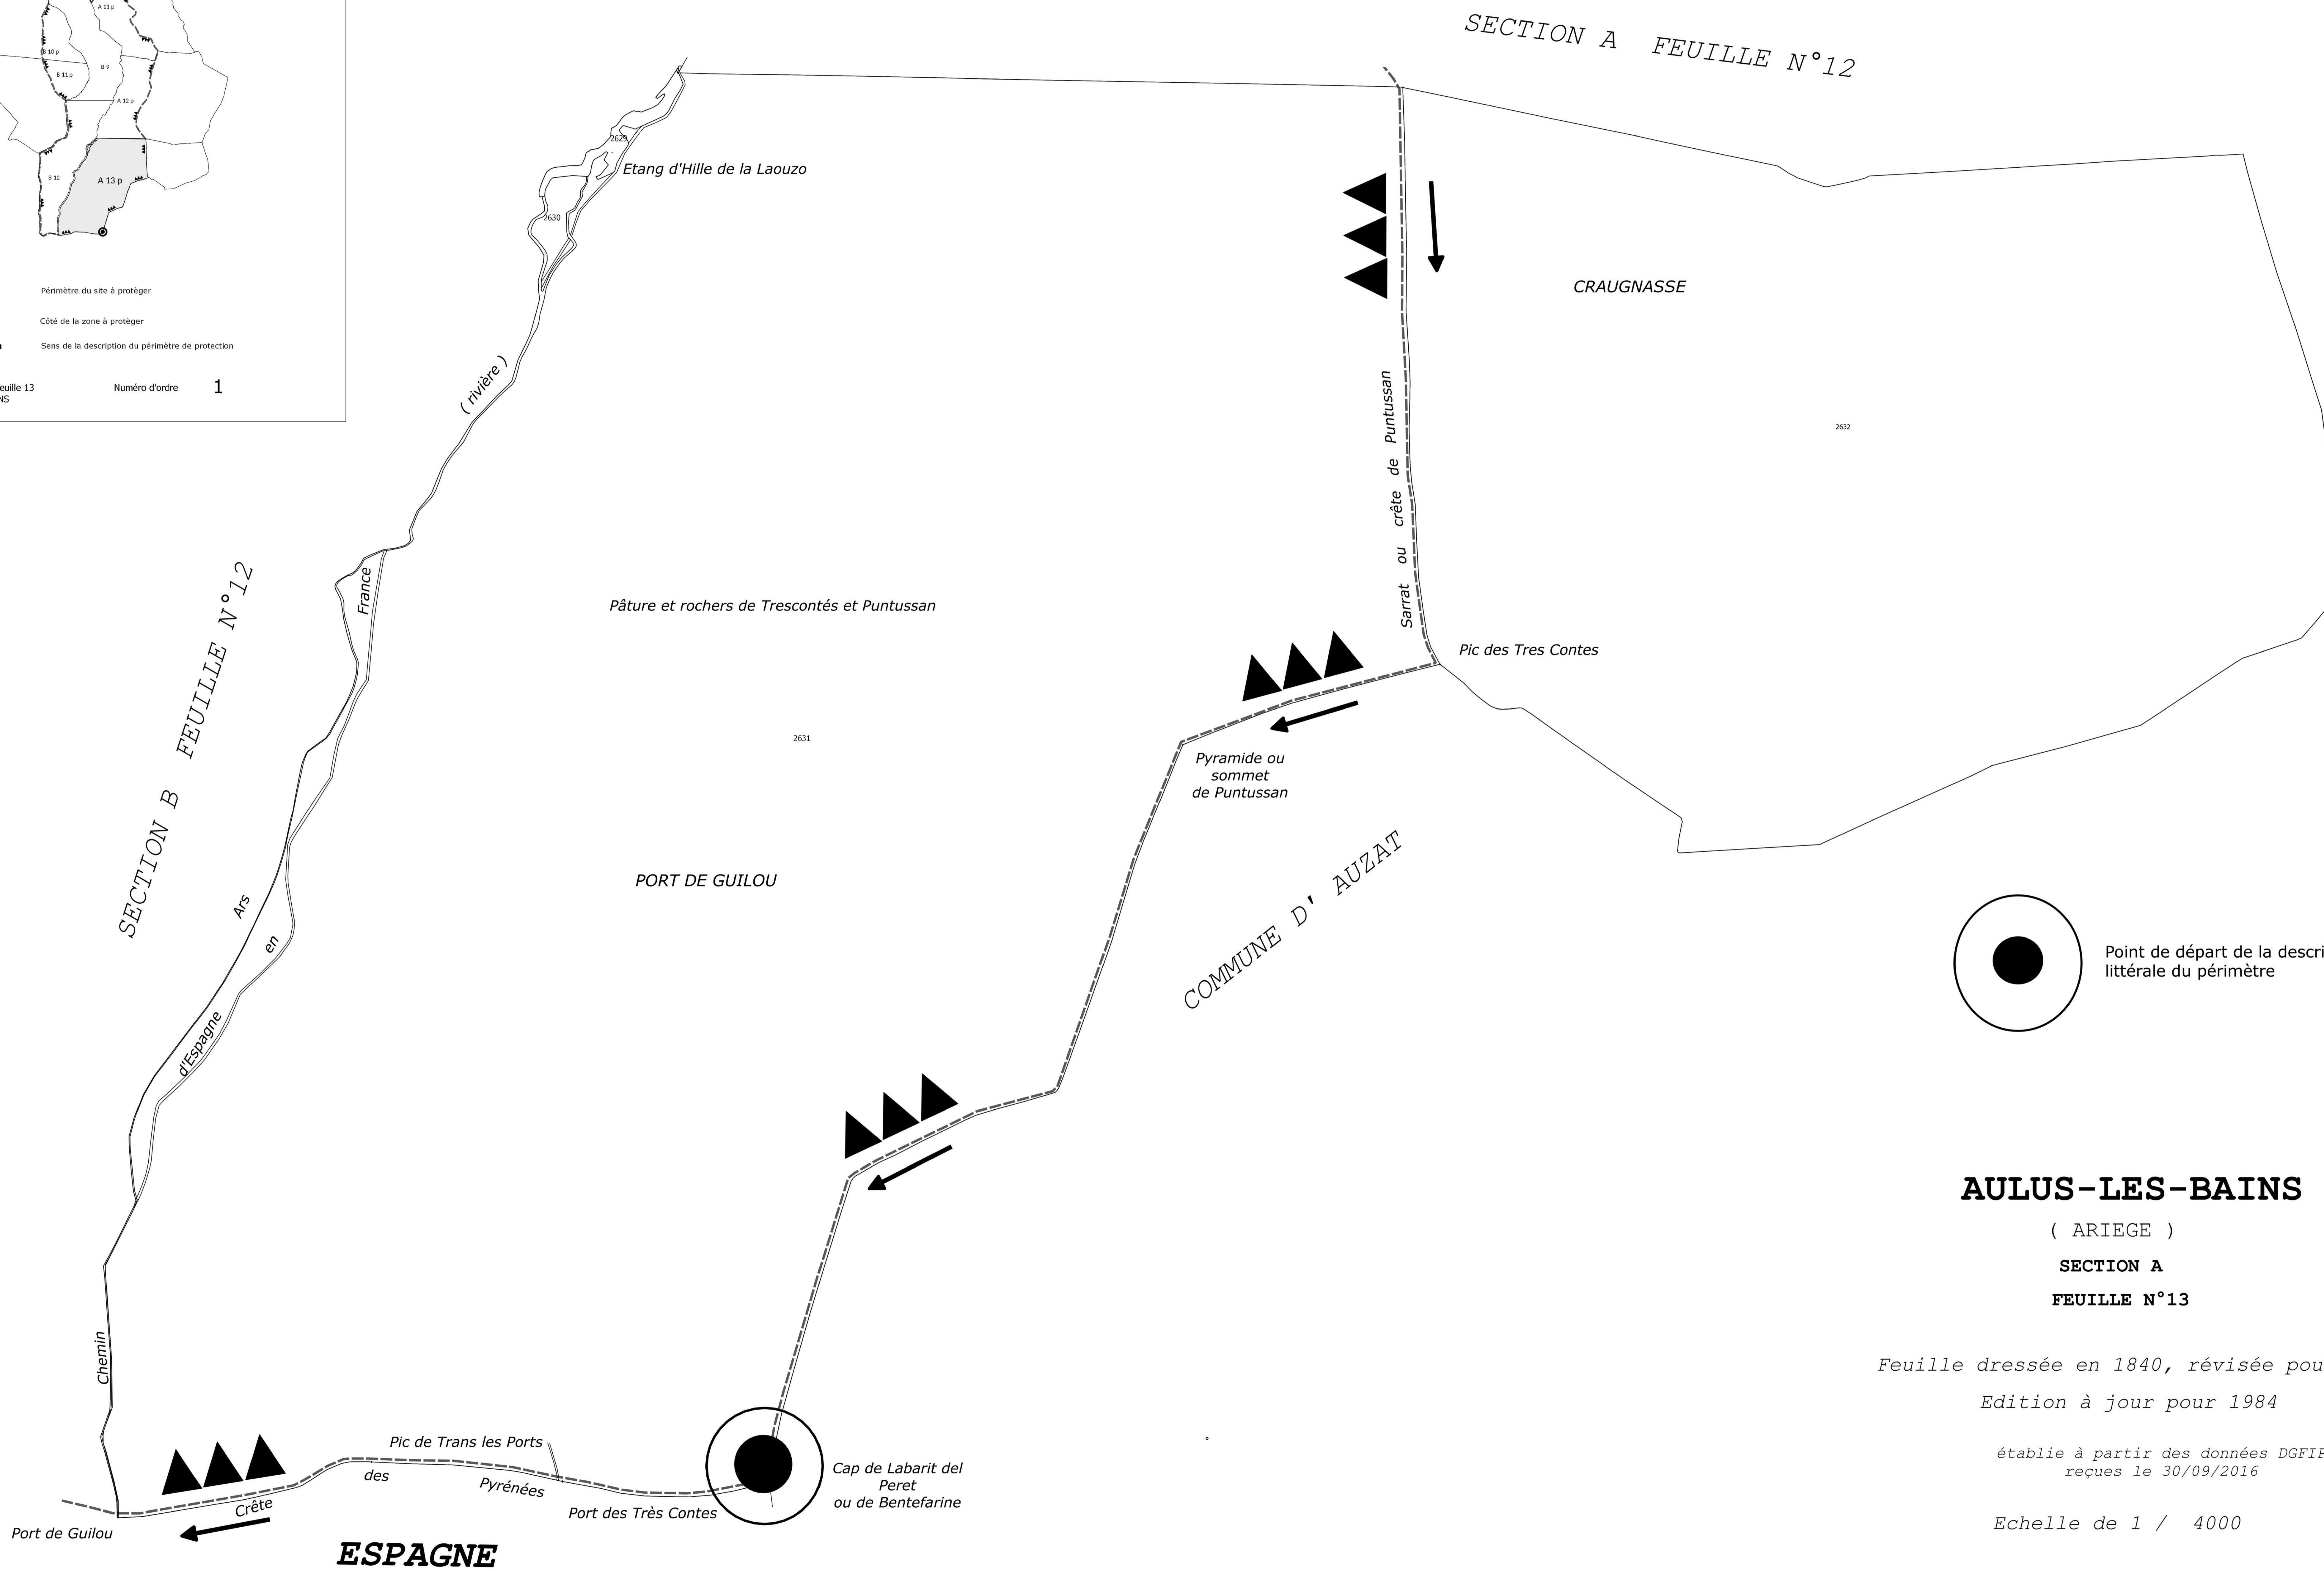 SECTION A FEUILLE N°12
A 11 p
B 10 p
B 9
B 11 p
A 12 p
B 12
A 13 p
Périmètre du site à protèger
Côté de la zone à protèger
Sens de la description du périmètre de protection
euille 13
NS
Numéro d'ordre 1
2629
Etang d'Hille de la Laouzo
2630
( rivière )
CRAUGNASSE
2632
Sarrat ou crête de Puntussan
SECTION B FEUILLE N°12
France
Pâture et rochers de Trescontés et Puntussan
Pic des Tres Contes
2631
Pyramide ou
sommet
de Puntussan
PORT DE GUILOU
COMMUNE D' AUZAT
Ars
en
d'Espagne
Chemin
Point de départ de la descri
littérale du périmètre
AULUS-LES-BAINS
( ARIEGE )
SECTION A
FEUILLE N°13
Feuille dressée en 1840, révisée pou
Edition à jour pour 1984
établie à partir des données DGFIP
reçues le 30/09/2016
Echelle de 1 / 4000
Pic de Trans les Ports
des
Pyrénées
Crête
Port des Très Contes
Cap de Labarit del
Peret
ou de Bentefarine
Port de Guilou
ESPAGNE